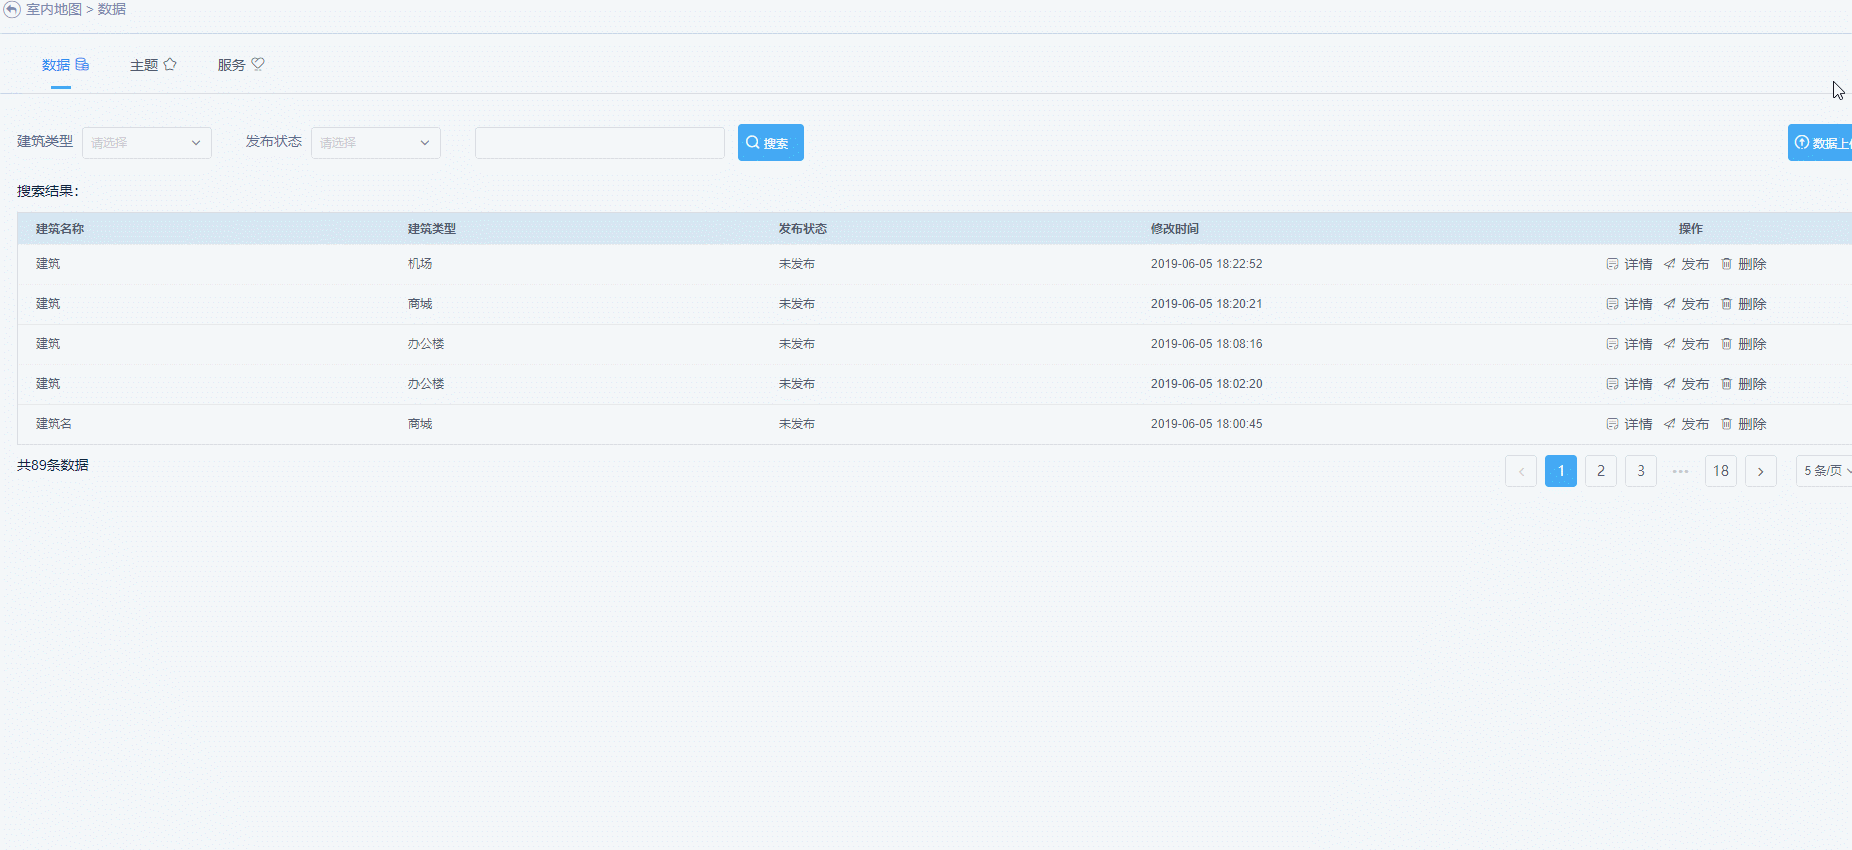 室内地图 > 数据
数据 主题 服务
建筑类型 请选择 发布状态 请选择 搜索 数据上
搜索结果：
建筑名称 建筑类型 发布状态 修改时间 操作
建筑 机场 未发布 2019-06-05 18:22:52 详情 发布 删除
建筑 商城 未发布 2019-06-05 18:20:21 详情 发布 删除
建筑 办公楼 未发布 2019-06-05 18:08:16 详情 发布 删除
建筑 办公楼 未发布 2019-06-05 18:02:20 详情 发布 删除
建筑名 商城 未发布 2019-06-05 18:00:45 详情 发布 删除
共89条数据 < 1 2 3 ••• 18 > 5 条/页